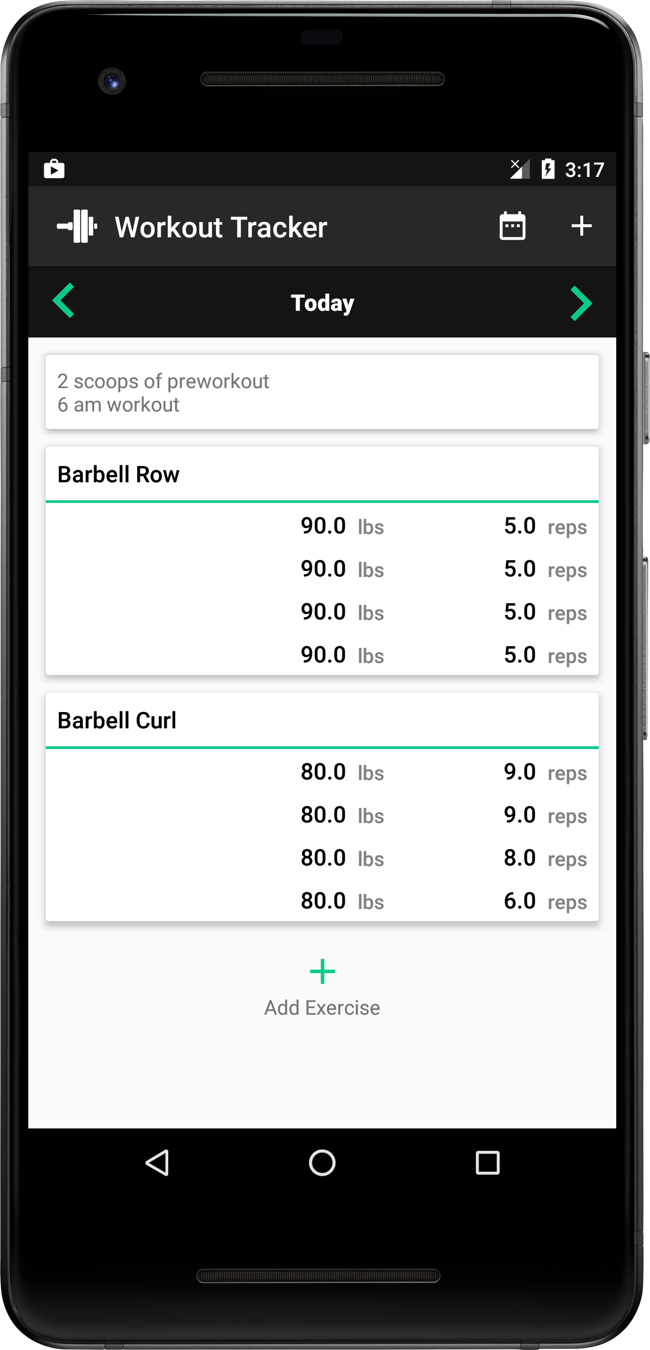 3:17
Workout Tracker
Today
2 scoops of preworkout
6 am workout
Barbell Row
90.0 lbs 5.0 reps
90.0 lbs 5.0 reps
90.0 lbs 5.0 reps
90.0 lbs 5.0 reps
Barbell Curl
80.0 lbs 9.0 reps
80.0 lbs 9.0 reps
80.0 lbs 8.0 reps
80.0 lbs 6.0 reps
Add Exercise